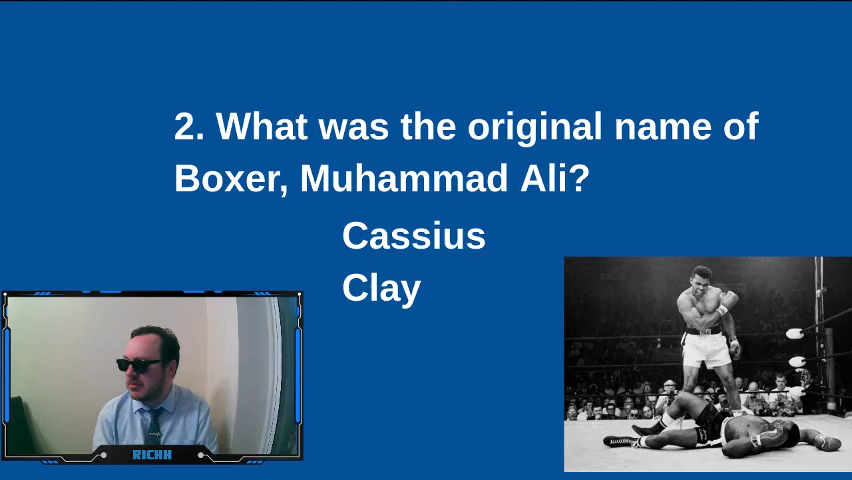 2. What was the original name of
Boxer, Muhammad Ali?
Cassius
Clay
RICHH